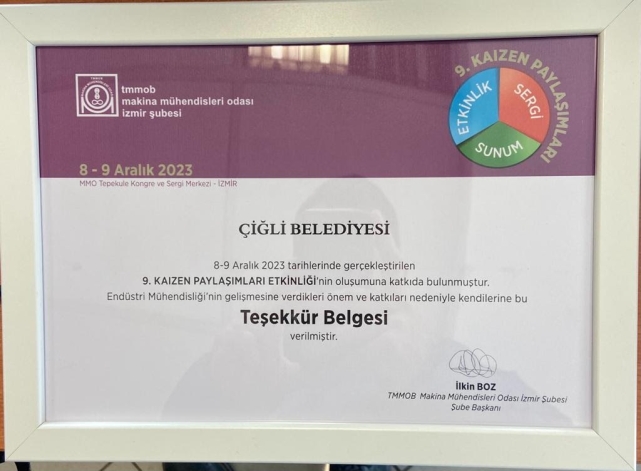 TMMOB
tmmob
makina mühendisleri odası
izmir şubesi
9. KAIZEN PAYLAŞIMLARI
ETKİNLİK
SERGİ
SUNUM
8 - 9 Aralık 2023
MMO Tepekule Kongre ve Sergi Merkezi - İZMİR
ÇİĞLİ BELEDİYESİ
8-9 Aralık 2023 tarihlerinde gerçekleştirilen
9. KAIZEN PAYLAŞIMLARI ETKİNLİĞİ'nin oluşumuna katkıda bulunmuştur.
Endüstri Mühendisliği'nin gelişmesine verdikleri önem ve katkıları nedeniyle kendilerine bu
Teşekkür Belgesi
verilmiştir.
İlkin BOZ
TMMOB Makina Mühendisleri Odası İzmir Şubesi
Şube Başkanı